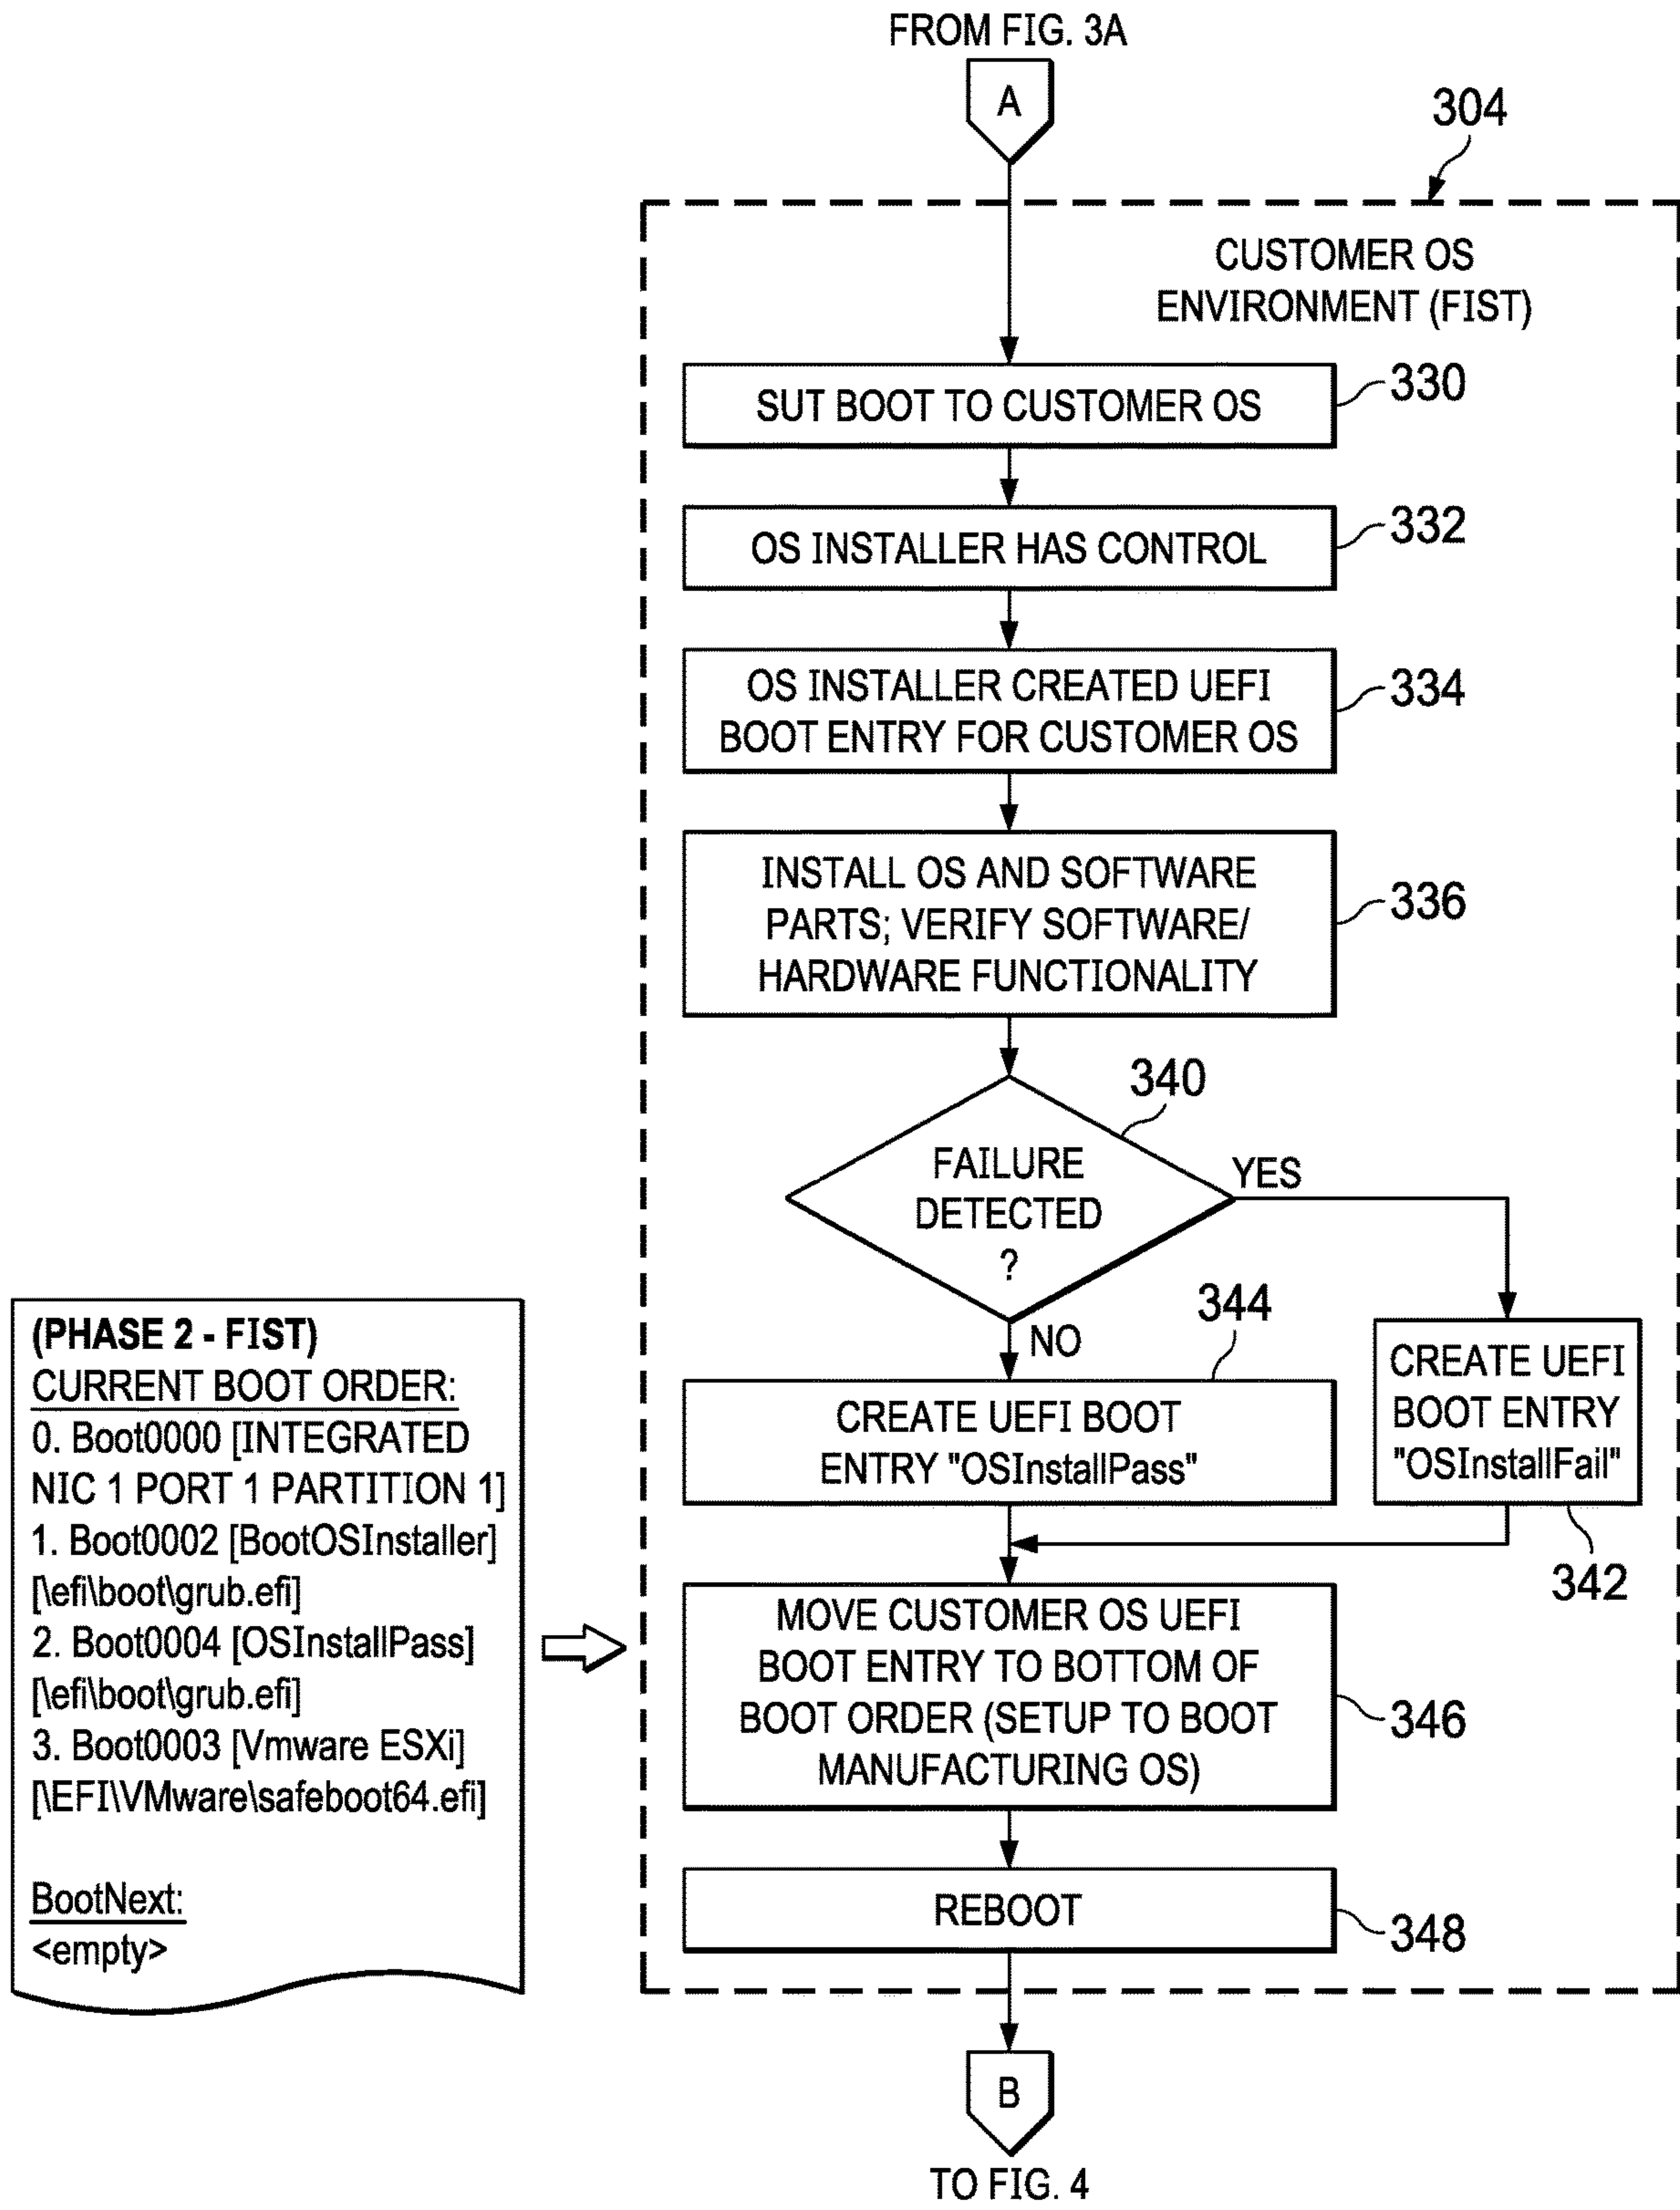 FROM FIG. 3A
A
304
CUSTOMER OS
ENVIRONMENT (FIST)
SUT BOOT TO CUSTOMER OS
330
OS INSTALLER HAS CONTROL
332
OS INSTALLER CREATED UEFI
BOOT ENTRY FOR CUSTOMER OS
334
INSTALL OS AND SOFTWARE
PARTS; VERIFY SOFTWARE/
HARDWARE FUNCTIONALITY
336
340
FAILURE
DETECTED
?
YES
NO
344
CREATE UEFI BOOT
ENTRY "OSInstallPass"
CREATE UEFI
BOOT ENTRY
"OSInstallFail"
342
MOVE CUSTOMER OS UEFI
BOOT ENTRY TO BOTTOM OF
BOOT ORDER (SETUP TO BOOT
MANUFACTURING OS)
346
REBOOT
348
B
TO FIG. 4
(PHASE 2 - FIST)
CURRENT BOOT ORDER:
0. Boot0000 [INTEGRATED
NIC 1 PORT 1 PARTITION 1]
1. Boot0002 [BootOSInstaller]
[\efi\boot\grub.efi]
2. Boot0004 [OSInstallPass]
[\efi\boot\grub.efi]
3. Boot0003 [Vmware ESXi]
[\EFI\VMware\safeboot64.efi]
BootNext:
<empty>